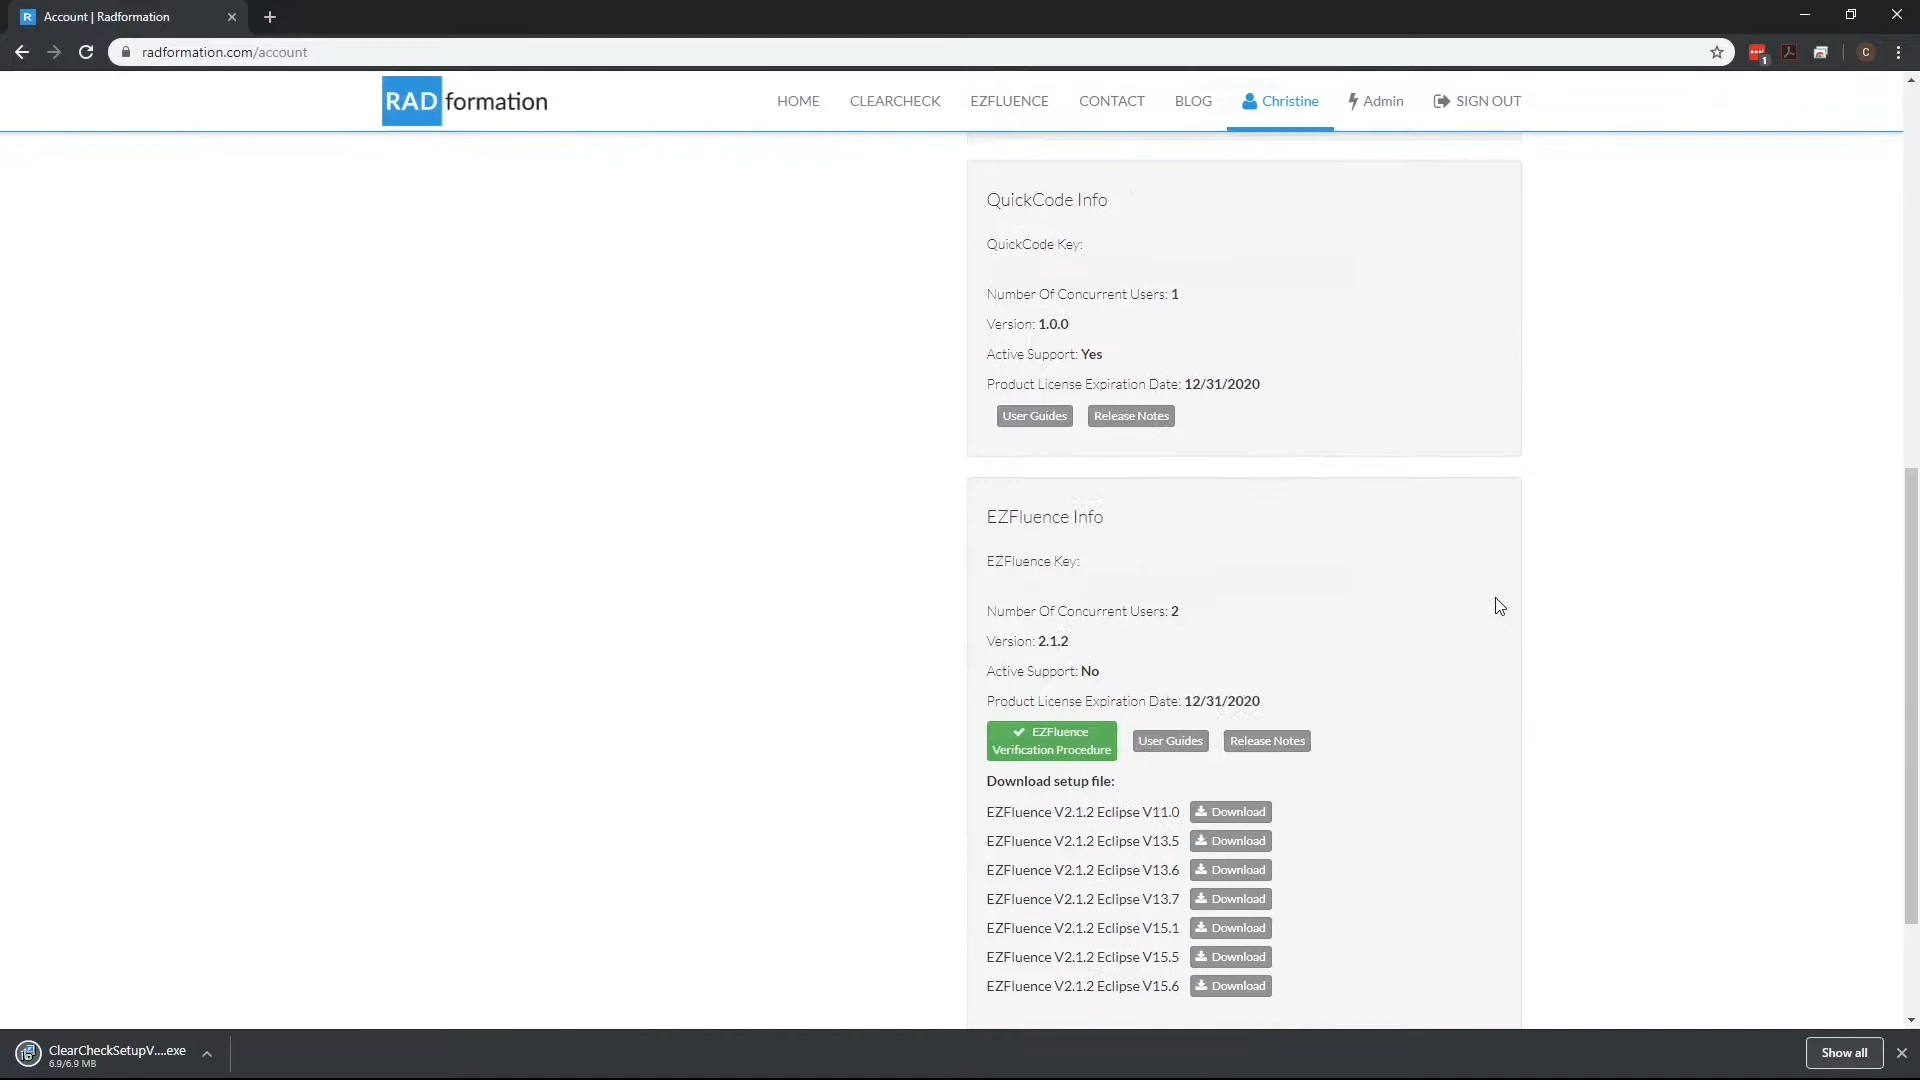 R Account | Radformation
radformation.com/account
1
C
RADformation
HOME CLEARCHECK EZFLUENCE CONTACT BLOG Christine Admin SIGN OUT
QuickCode Info
QuickCode Key:
Number Of Concurrent Users: 1
Version: 1.0.0
Active Support: Yes
Product License Expiration Date: 12/31/2020
User Guides Release Notes
EZFluence Info
EZFluence Key:
Number Of Concurrent Users: 2
Version: 2.1.2
Active Support: No
Product License Expiration Date: 12/31/2020
EZFluence
Verification Procedure User Guides Release Notes
Download setup file:
EZFluence V2.1.2 Eclipse V11.0 Download
EZFluence V2.1.2 Eclipse V13.5 Download
EZFluence V2.1.2 Eclipse V13.6 Download
EZFluence V2.1.2 Eclipse V13.7 Download
EZFluence V2.1.2 Eclipse V15.1 Download
EZFluence V2.1.2 Eclipse V15.5 Download
EZFluence V2.1.2 Eclipse V15.6 Download
ClearCheckSetupV....exe
6.9/6.9 MB
Show all